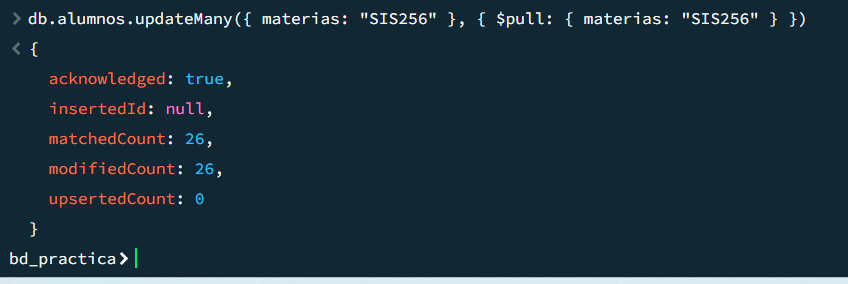 > db.alumnos.updateMany({ materias: "SIS256" }, { $pull: { materias: "SIS256" } })
< {
    acknowledged: true,
    insertedId: null,
    matchedCount: 26,
    modifiedCount: 26,
    upsertedCount: 0
  }
bd_practica>